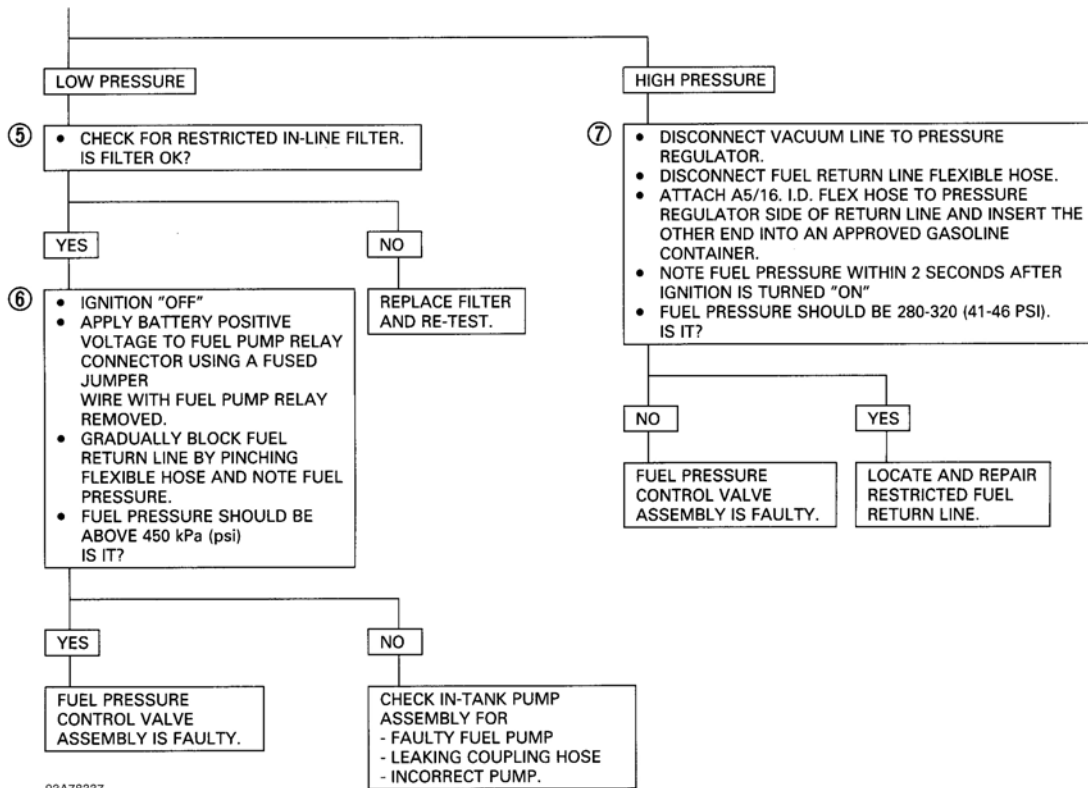 LOW PRESSURE
HIGH PRESSURE
⑤
• CHECK FOR RESTRICTED IN-LINE FILTER.
IS FILTER OK?
YES
NO
REPLACE FILTER
AND RE-TEST.
⑥
• IGNITION "OFF"
• APPLY BATTERY POSITIVE
VOLTAGE TO FUEL PUMP RELAY
CONNECTOR USING A FUSED
JUMPER
WIRE WITH FUEL PUMP RELAY
REMOVED.
• GRADUALLY BLOCK FUEL
RETURN LINE BY PINCHING
FLEXIBLE HOSE AND NOTE FUEL
PRESSURE.
• FUEL PRESSURE SHOULD BE
ABOVE 450 kPa (psi)
IS IT?
YES
NO
FUEL PRESSURE
CONTROL VALVE
ASSEMBLY IS FAULTY.
CHECK IN-TANK PUMP
ASSEMBLY FOR
- FAULTY FUEL PUMP
- LEAKING COUPLING HOSE
- INCORRECT PUMP.
⑦
• DISCONNECT VACUUM LINE TO PRESSURE
REGULATOR.
• DISCONNECT FUEL RETURN LINE FLEXIBLE HOSE.
• ATTACH A5/16. I.D. FLEX HOSE TO PRESSURE
REGULATOR SIDE OF RETURN LINE AND INSERT THE
OTHER END INTO AN APPROVED GASOLINE
CONTAINER.
• NOTE FUEL PRESSURE WITHIN 2 SECONDS AFTER
IGNITION IS TURNED "ON"
• FUEL PRESSURE SHOULD BE 280-320 (41-46 PSI).
IS IT?
NO
YES
FUEL PRESSURE
CONTROL VALVE
ASSEMBLY IS FAULTY.
LOCATE AND REPAIR
RESTRICTED FUEL
RETURN LINE.